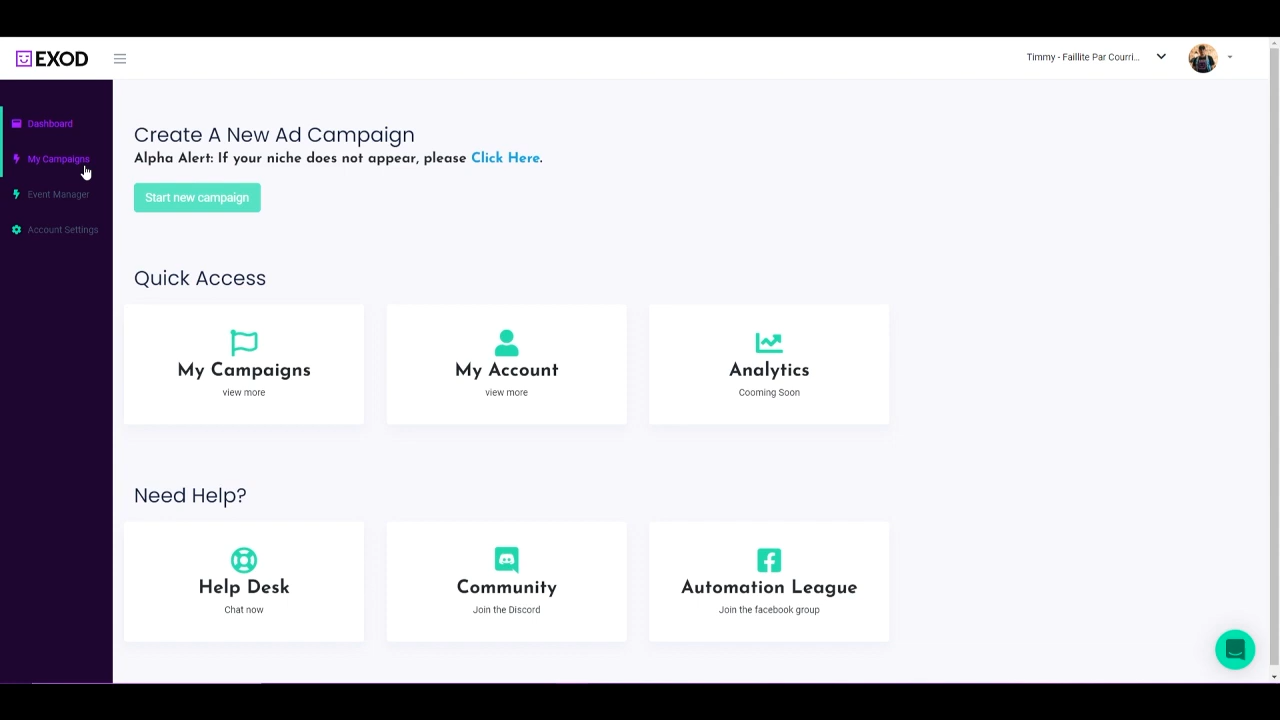 EXOD
Timmy - Faillite Par Courri...
Dashboard
My Campaigns
Event Manager
Account Settings
Create A New Ad Campaign
Alpha Alert: If your niche does not appear, please Click Here.
Start new campaign
Quick Access
My Campaigns
view more
My Account
view more
Analytics
Cooming Soon
Need Help?
Help Desk
Chat now
Community
Join the Discord
Automation League
Join the facebook group